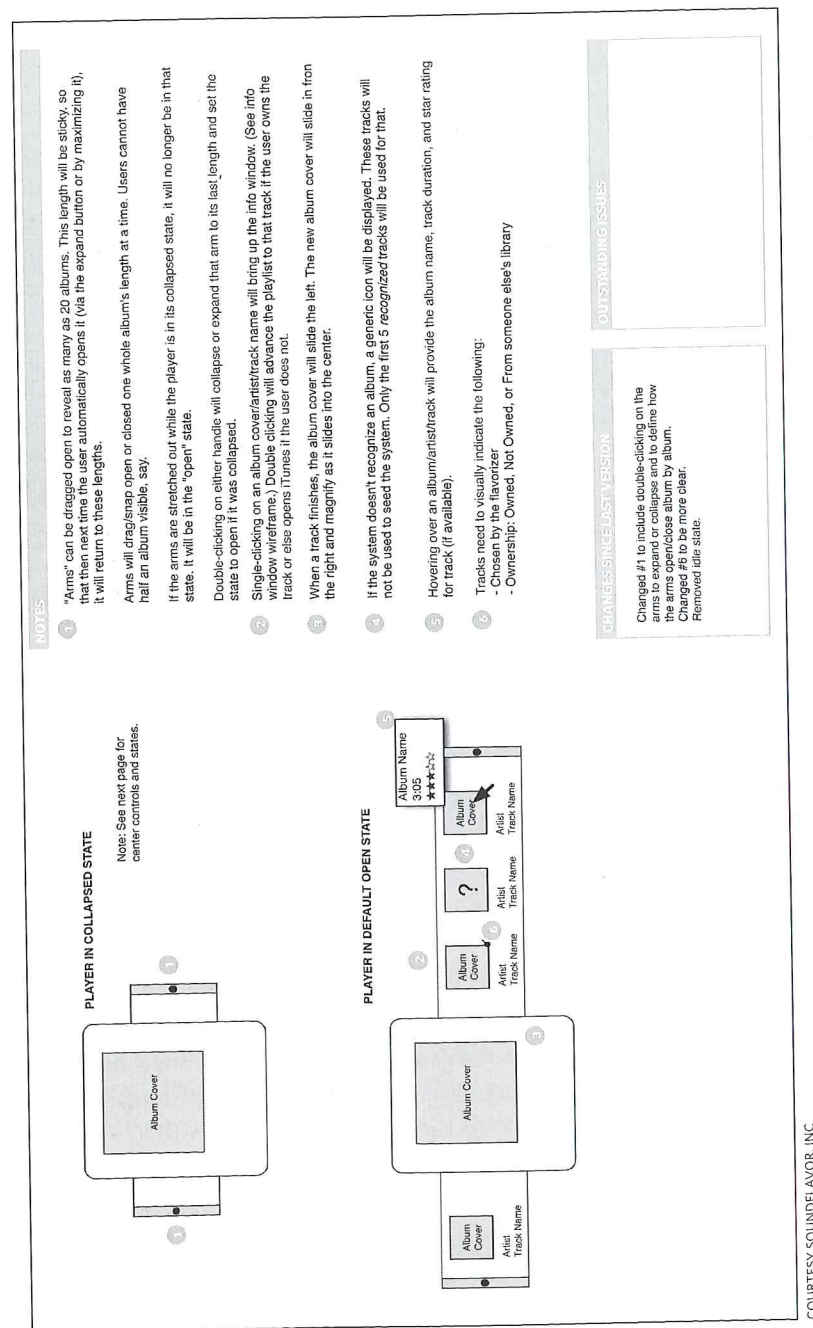 PLAYER IN COLLAPSED STATE
Note: See next page for
center controls and states.
1
Album Cover
1
PLAYER IN DEFAULT OPEN STATE
2
5
Album Name
3:05
★★★☆☆
Album
Cover
Artist
Track Name
Album Cover
3
Album
Cover
6
Artist
Track Name
?
Artist
Track Name
4
Album
Cover
Artist
Track Name
NOTES
1
"Arms" can be dragged open to reveal as many as 20 albums. This length will be sticky, so
that then next time the user automatically opens it (via the expand button or by maximizing it),
it will return to these lengths.
Arms will drag/snap open or closed one whole album's length at a time. Users cannot have
half an album visible, say.
If the arms are stretched out while the player is in its collapsed state, it will no longer be in that
state. It will be in the "open" state.
Double-clicking on either handle will collapse or expand that arm to its last length and set the
state to open if it was collapsed.
2
Single-clicking on an album cover/artist/track name will bring up the info window. (See info
window wireframe.) Double clicking will advance the playlist to that track if the user owns the
track or else opens iTunes if the user does not.
3
When a track finishes, the album cover will slide the left. The new album cover will slide in fron
the right and magnify as it slides into the center.
4
If the system doesn't recognize an album, a generic icon will be displayed. These tracks will
not be used to seed the system. Only the first 5 recognized tracks will be used for that.
5
Hovering over an album/artist/track will provide the album name, track duration, and star rating
for track (if available).
6
Tracks need to visually indicate the following:
- Chosen by the flavorizer
- Ownership: Owned, Not Owned, or From someone else's library
CHANGES SINCE LAST VERSION
Changed #1 to include double-clicking on the
arms to expand or collapse and to define how
the arms open/close album by album.
Changed #6 to be more clear.
Removed idle state.
OUTSTANDING ISSUES
COURTESY SOUNDFLAVOR, INC